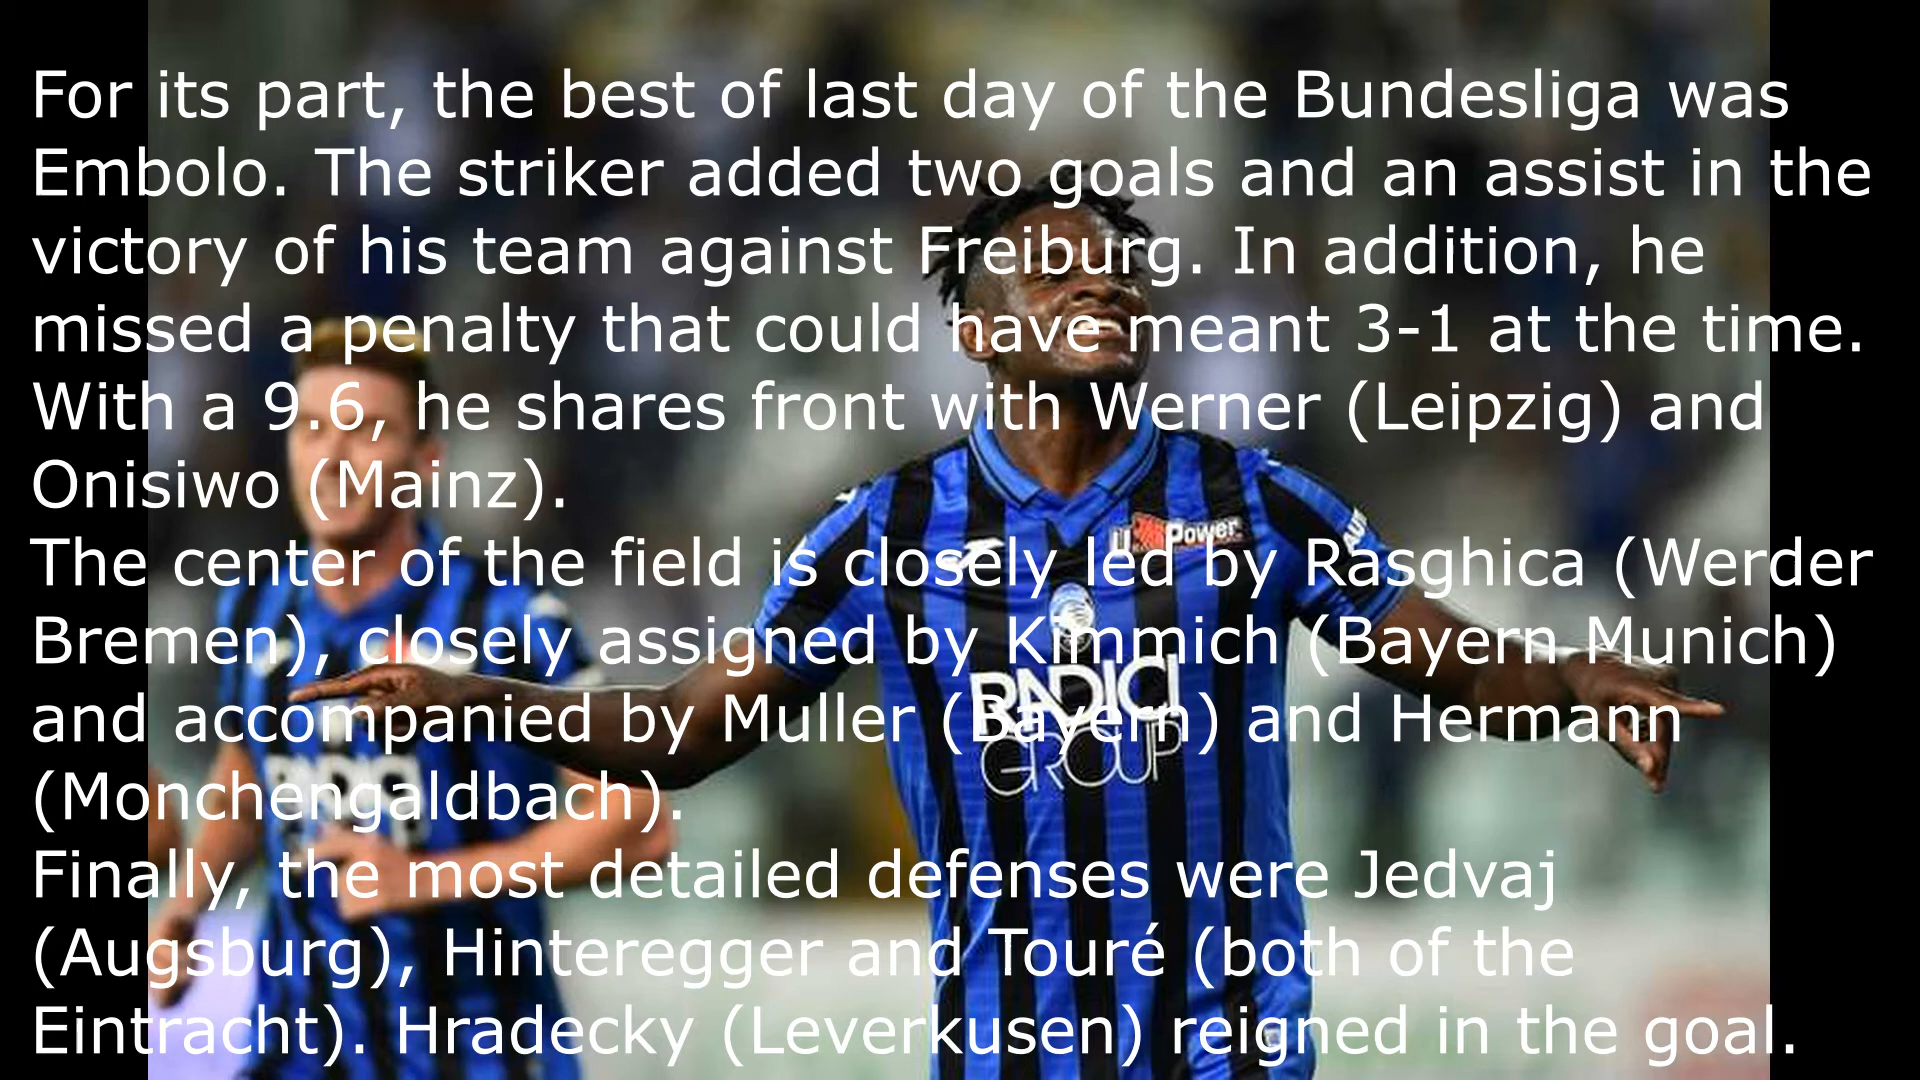 For its part, the best of last day of the Bundesliga was
Embolo. The striker added two goals and an assist in the
victory of his team against Freiburg. In addition, he
missed a penalty that could have meant 3-1 at the time.
With a 9.6, he shares front with Werner (Leipzig) and
Onisiwo (Mainz).
The center of the field is closely led by Rasghica (Werder
Bremen), closely assigned by Kimmich (Bayern Munich)
and accompanied by Muller (Bayern) and Hermann
(Monchengaldbach).
Finally, the most detailed defenses were Jedvaj
(Augsburg), Hinteregger and Touré (both of the
Eintracht). Hradecky (Leverkusen) reigned in the goal.
U Power
RADICI
GROUP